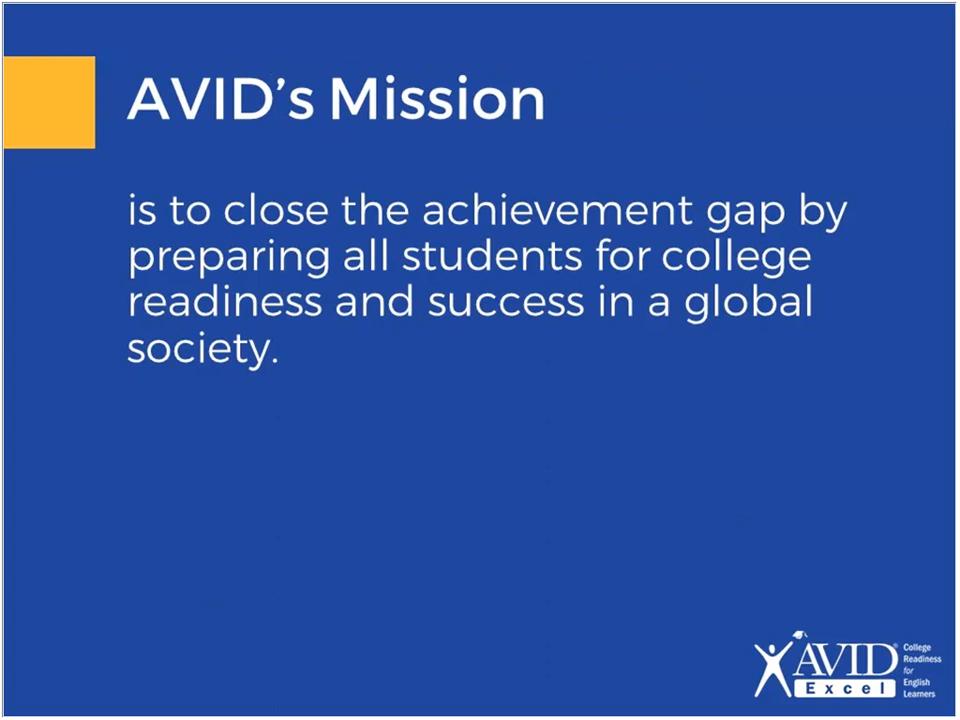 AVID’s Mission
is to close the achievement gap by
preparing all students for college
readiness and success in a global
society.
AVID®
Excel
College
Readiness
for
English
Learners